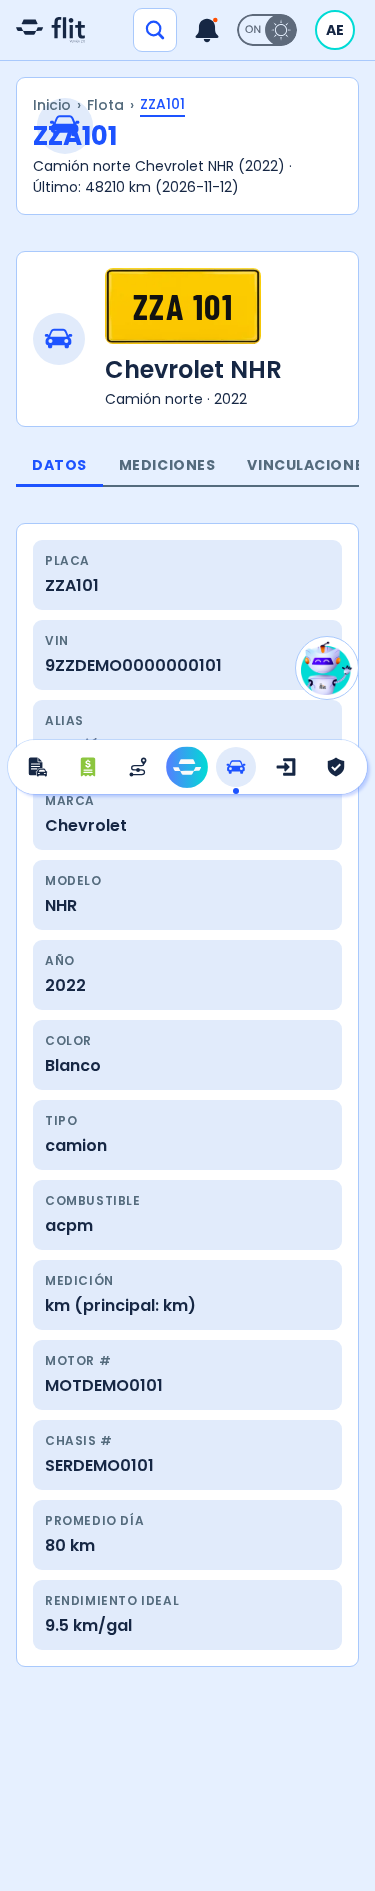 flit
ON
AE
Inicio › Flota › ZZA101
ZZA101
Camión norte Chevrolet NHR (2022) ·
Último: 48210 km (2026-11-12)
ZZA 101
Chevrolet NHR
Camión norte · 2022
DATOS MEDICIONES VINCULACIONE
PLACA
ZZA101
VIN
9ZZDEMO0000000101
ALIAS
MARCA
Chevrolet
MODELO
NHR
AÑO
2022
COLOR
Blanco
TIPO
camion
COMBUSTIBLE
acpm
MEDICIÓN
km (principal: km)
MOTOR #
MOTDEMO0101
CHASIS #
SERDEMO0101
PROMEDIO DÍA
80 km
RENDIMIENTO IDEAL
9.5 km/gal